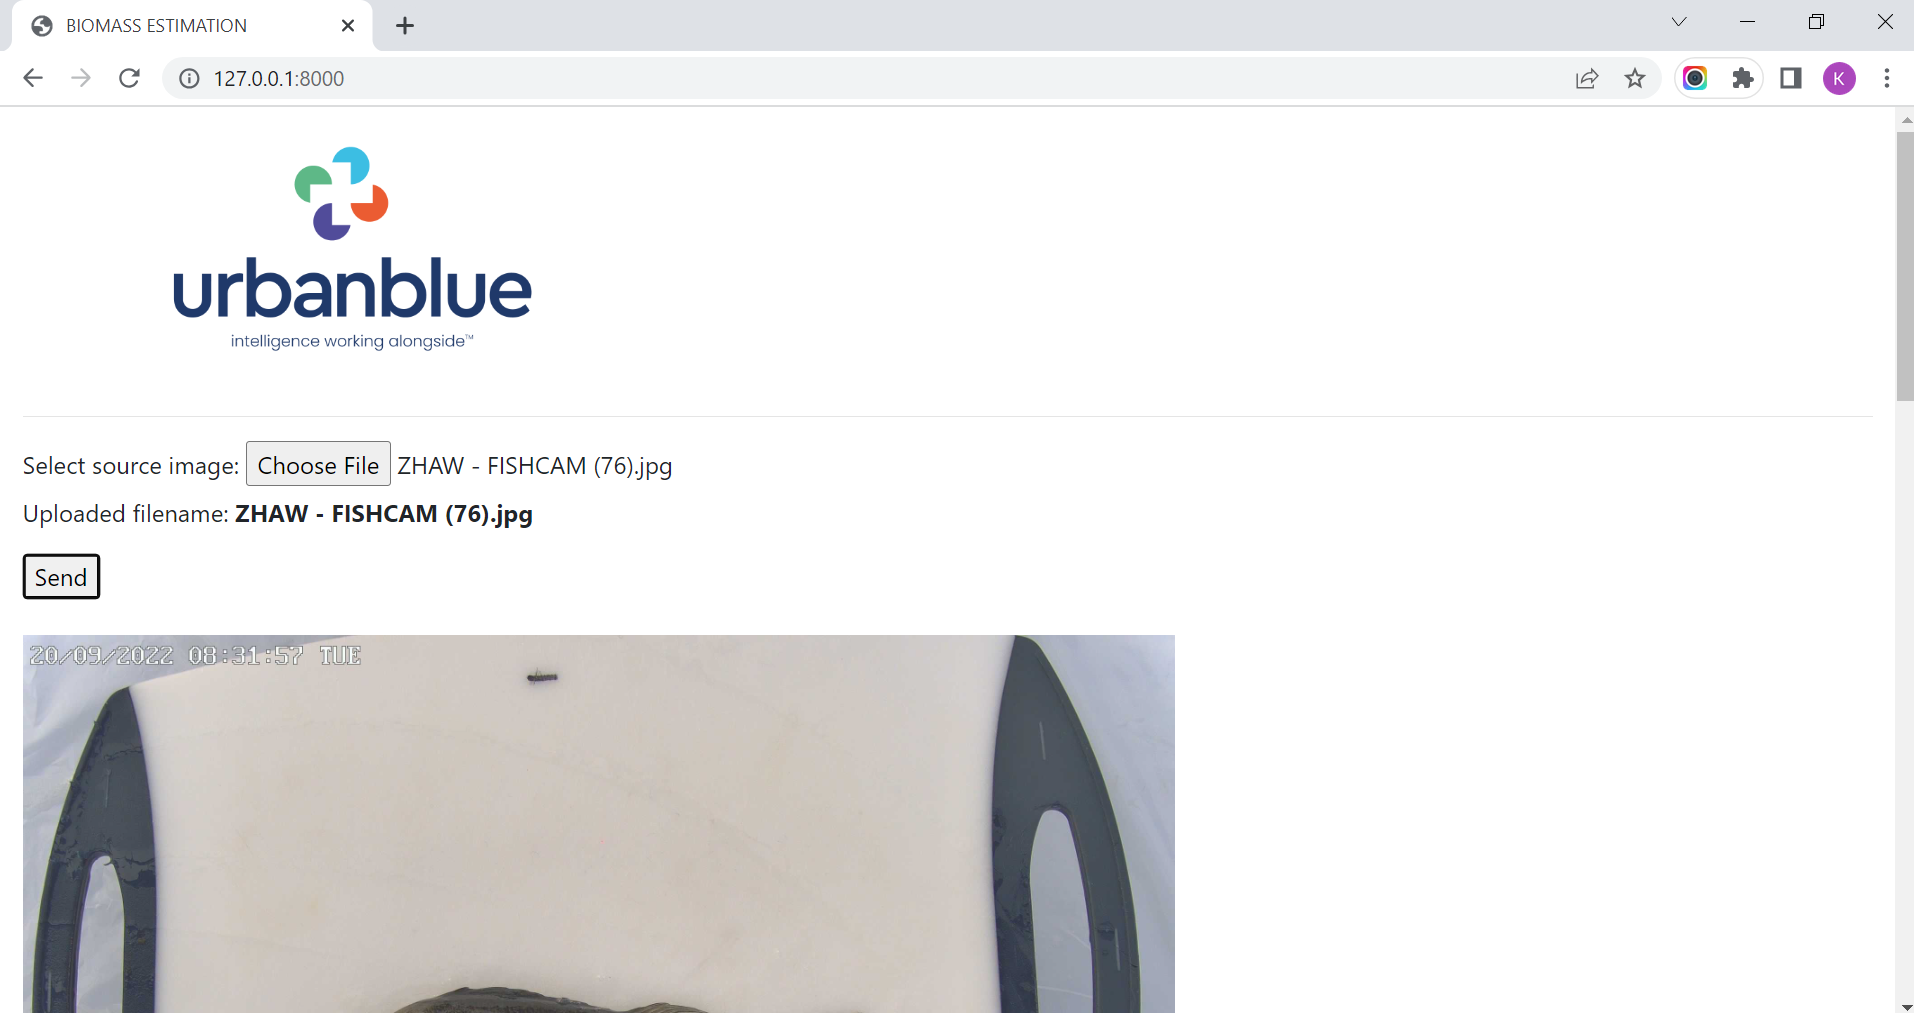 BIOMASS ESTIMATION
127.0.0.1:8000
K
urbanblue
intelligence working alongside™
Select source image: Choose File ZHAW - FISHCAM (76).jpg
Uploaded filename: ZHAW - FISHCAM (76).jpg
Send
20/09/2022 08:31:57 TUE